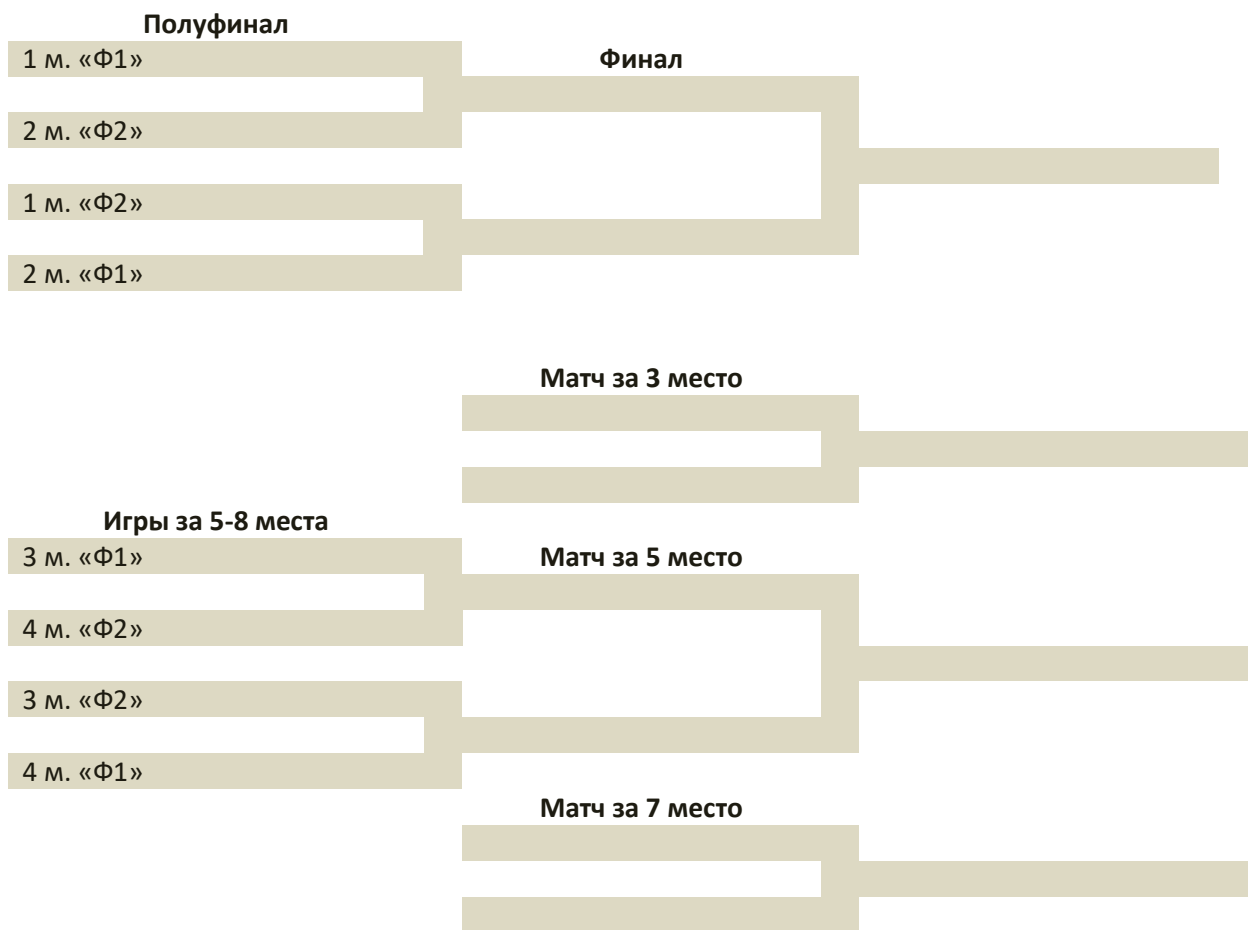 Полуфинал
1 м. «Ф1»
Финал
2 м. «Ф2»
1 м. «Ф2»
2 м. «Ф1»
Матч за 3 место
Игры за 5-8 места
3 м. «Ф1»
Матч за 5 место
4 м. «Ф2»
3 м. «Ф2»
4 м. «Ф1»
Матч за 7 место